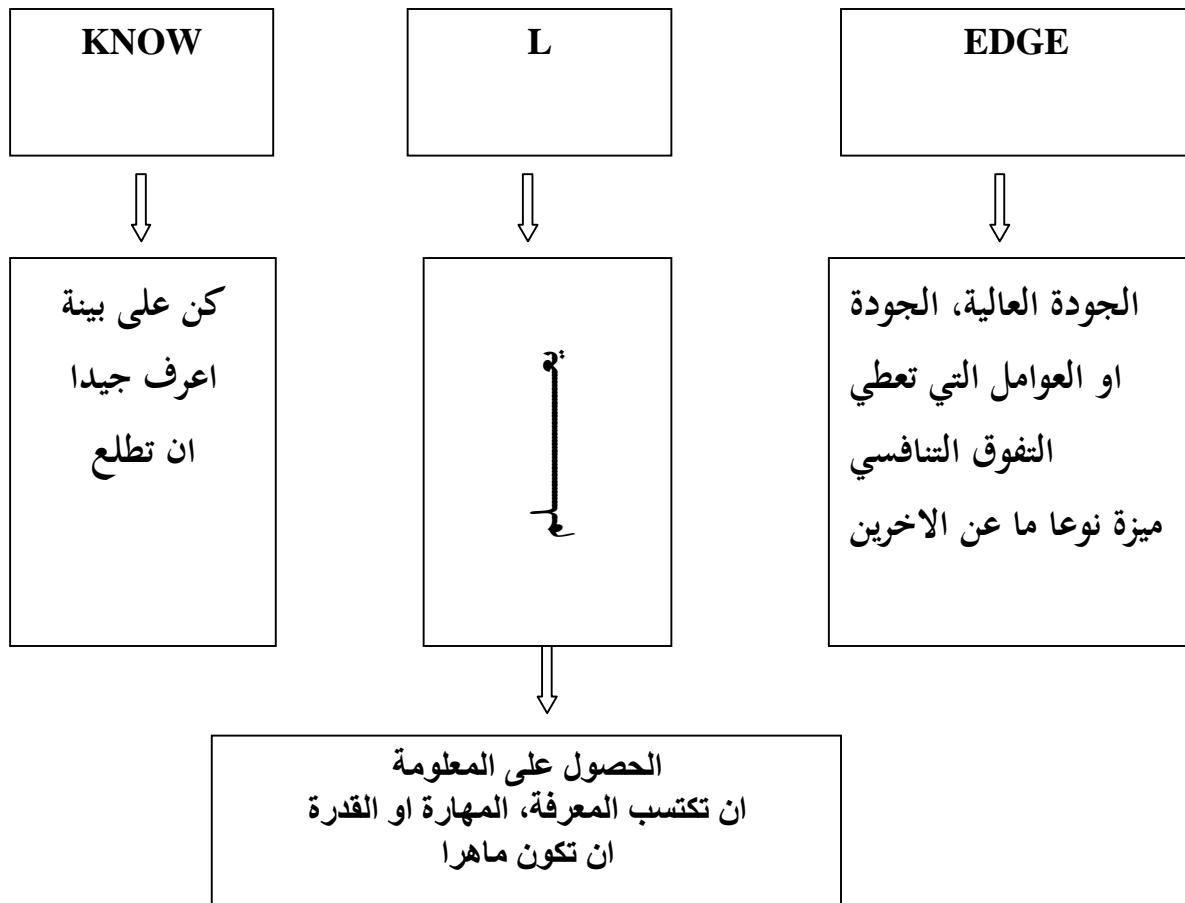 KNOW
L
EDGE
كن على بينة
اعرف جيدا
ان تطلع
الجودة العالية، الجودة
او العوامل التي تعطي
التفوق التنافسي
ميزة نوعا ما عن الاخرين
الحصول على المعلومة
ان تكتسب المعرفة، المهارة او القدرة
ان تكون ماهرا